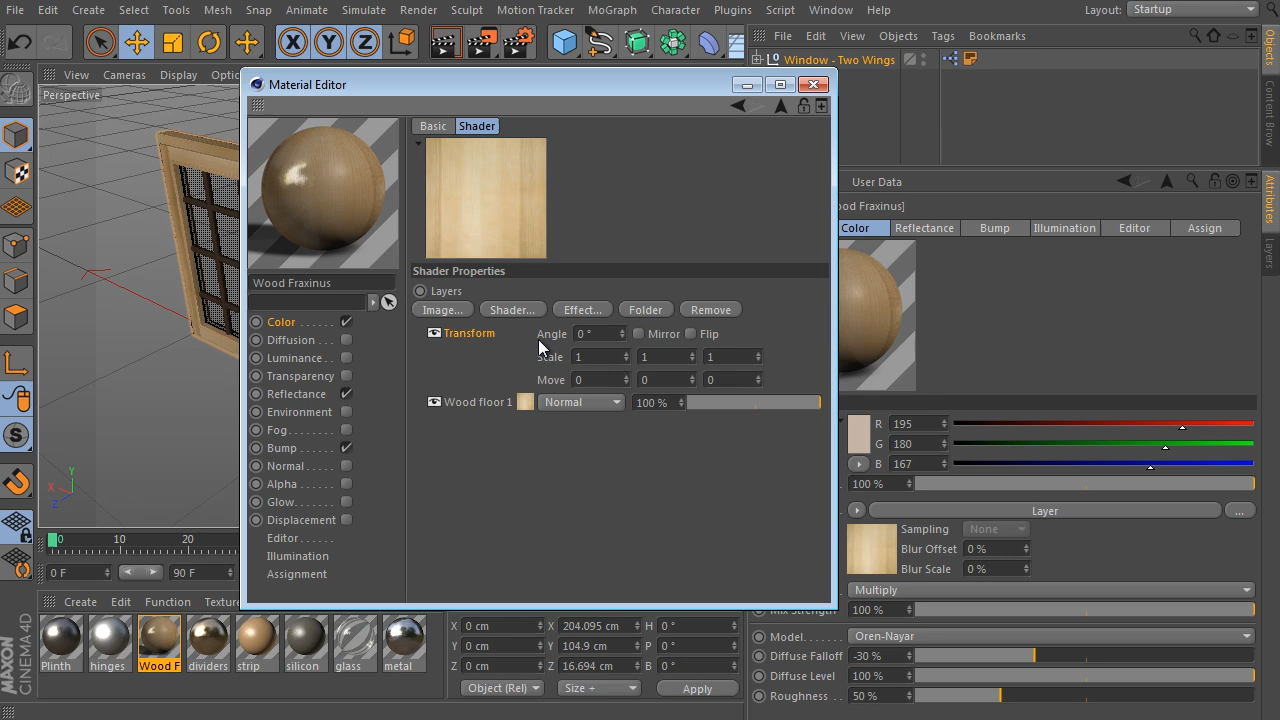 File Edit Create Select Tools Mesh Snap Animate Simulate Render Sculpt Motion Tracker MoGraph Character Plugins Script Window Help Layout: Startup
File Edit View Objects Tags Bookmarks
View Cameras Display
Perspective
Window - Two Wings
Objects
Content Brow
Attributes
Layers
Material Editor
Basic Shader
Shader Properties
Layers
Image... Shader... Effect... Folder Remove
Transform Angle 0 ° Mirror Flip
Scale 1 1 1
Move 0 0 0
Wood floor 1 Normal 100 %
Wood Fraxinus
Color ......
Diffusion .....
Luminance ..
Transparency
Reflectance
Environment
Fog.......
Bump ......
Normal ....
Alpha .....
Glow......
Displacement
Editor ......
Illumination
Assignment
User Data
ood Fraxinus]
Color Reflectance Bump Illumination Editor Assign
R 195
G 180
B 167
100 %
Layer ...
Sampling None
Blur Offset 0 %
Blur Scale 0 %
Multiply
Mix Strength 100 %
Model....... Oren-Nayar
Diffuse Falloff -30 %
Diffuse Level 100 %
Roughness .. 50 %
Y
X
Z
0 10 20
0 F 90 F
Create Edit Function
Plinth hinges Wood F dividers strip silicon glass metal
X 0 cm X 204.095 cm H 0 °
Y 0 cm Y 104.9 cm P 0 °
Z 0 cm Z 16.694 cm B 0 °
Object (Rel) Size ÷ Apply
MAXON
CINEMA 4D